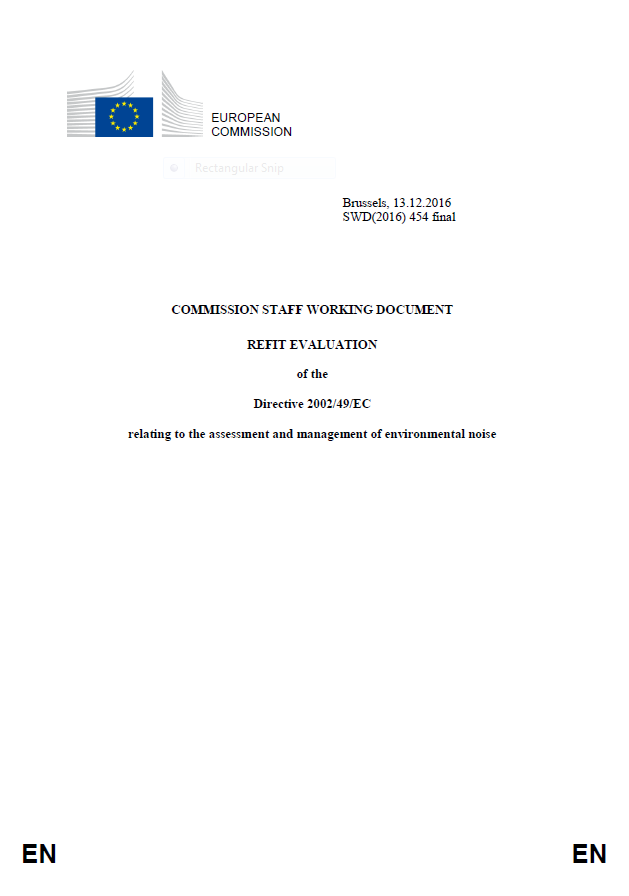 EUROPEAN
COMMISSION
Rectangular Snip
Brussels, 13.12.2016
SWD(2016) 454 final
COMMISSION STAFF WORKING DOCUMENT
REFIT EVALUATION
of the
Directive 2002/49/EC
relating to the assessment and management of environmental noise
EN
EN